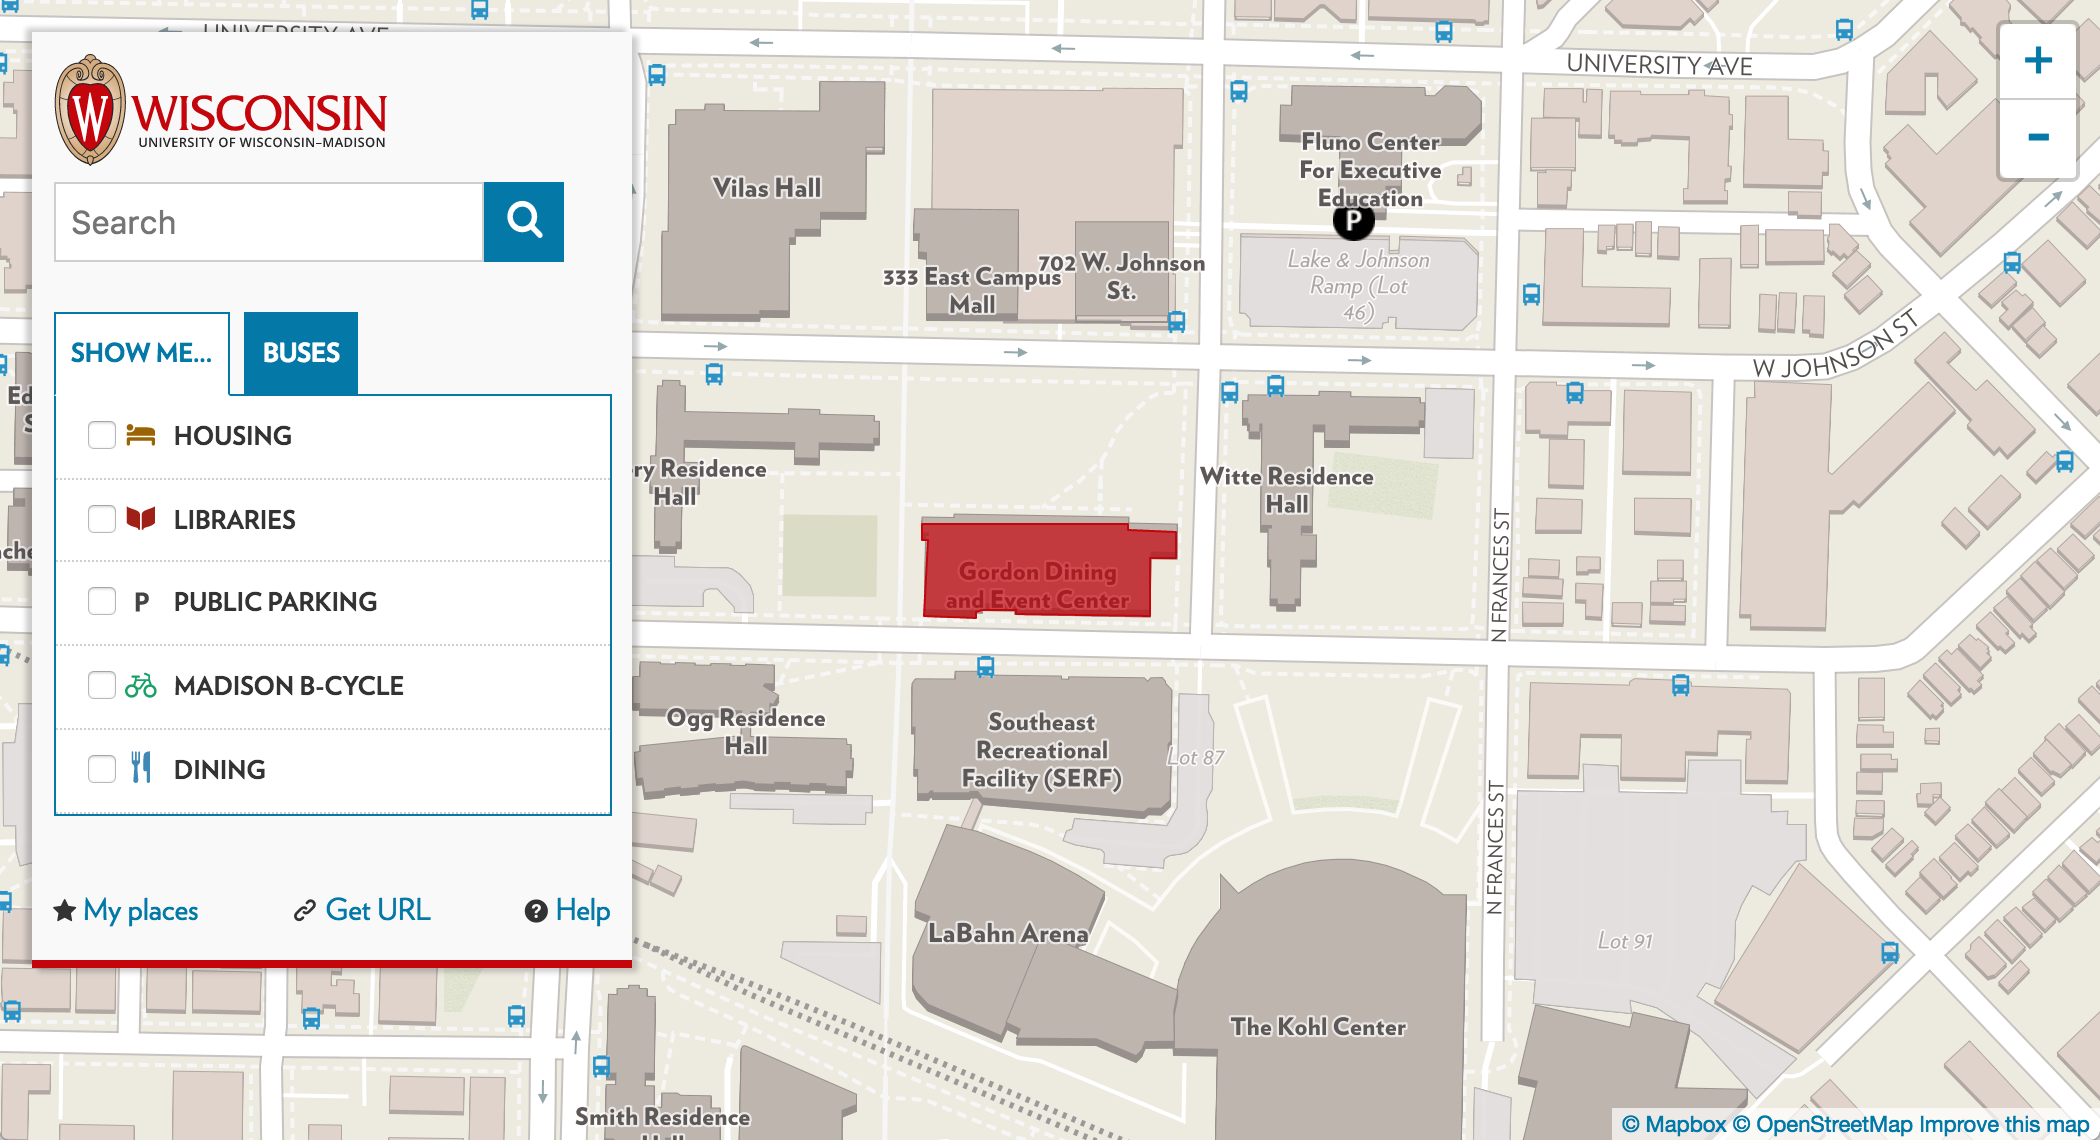 UNIVERSITY AVE
W
WISCONSIN
UNIVERSITY OF WISCONSIN–MADISON
Search
SHOW ME...
BUSES
HOUSING
LIBRARIES
P PUBLIC PARKING
MADISON B-CYCLE
DINING
My places
Get URL
? Help
+
-
UNIVERSITY AVE
Vilas Hall
Fluno Center
For Executive
Education
P
333 East Campus
Mall
702 W. Johnson
St.
Lake & Johnson
Ramp (Lot
46)
W JOHNSON ST
ry Residence
Hall
Witte Residence
Hall
Gordon Dining
and Event Center
N FRANCES ST
Ogg Residence
Hall
Southeast
Recreational
Facility (SERF)
Lot 87
N FRANCES ST
LaBahn Arena
Lot 91
The Kohl Center
Smith Residence
© Mapbox © OpenStreetMap Improve this map